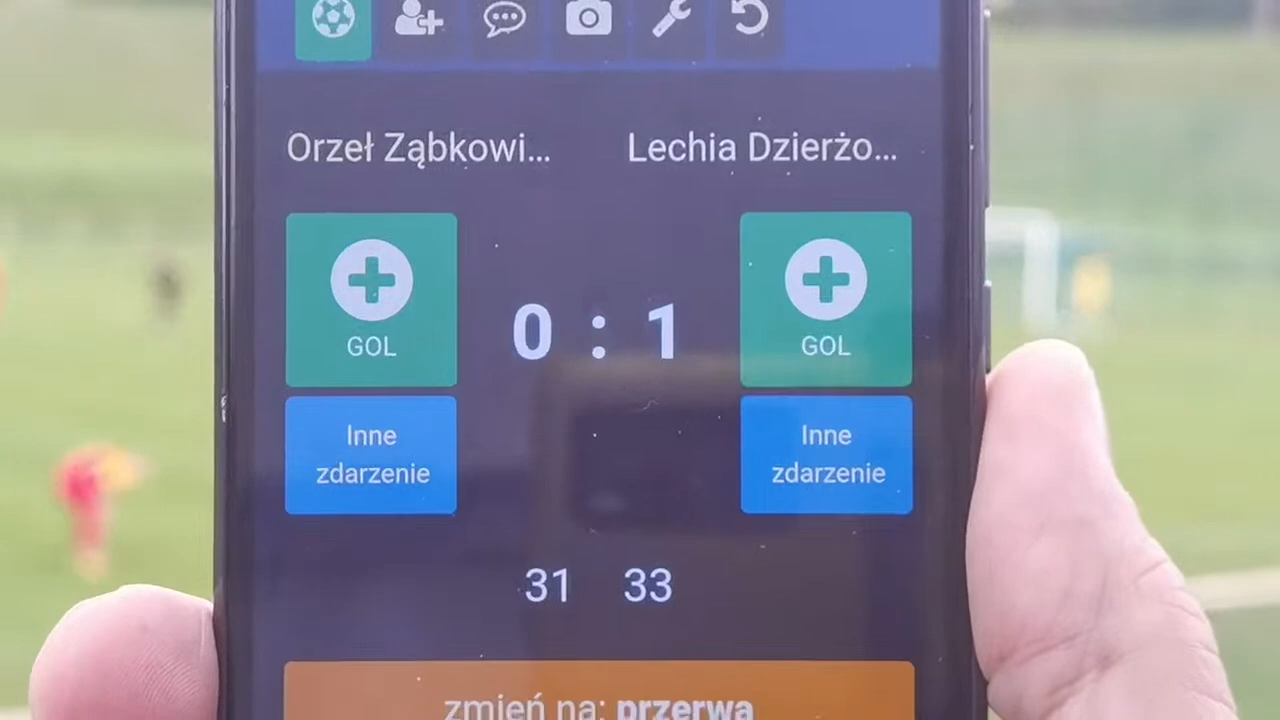 Orzeł Ząbkowi... Lechia Dzierżo...
GOL 0 : 1 GOL
Inne zdarzenie Inne zdarzenie
31 33
zmień na: przerwa